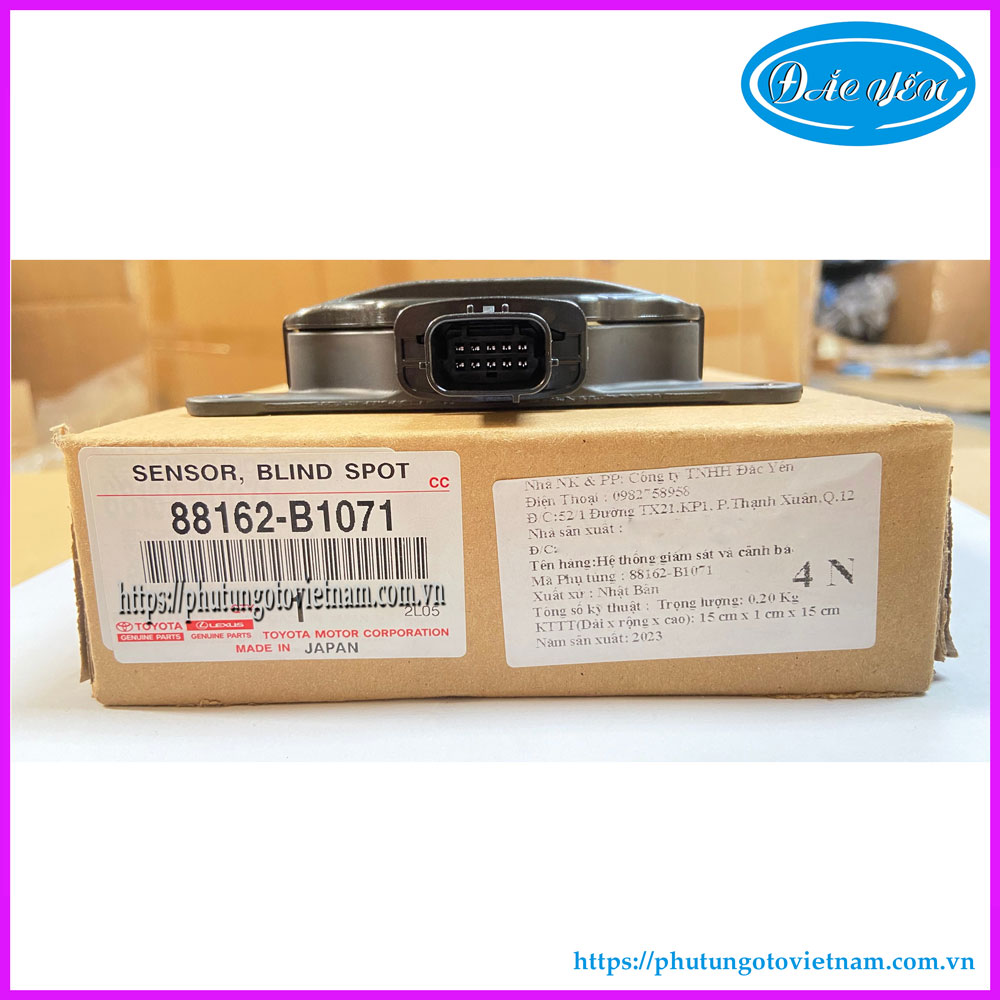 ĐẮC YẾN
SENSOR, BLIND SPOT
CC
88162-B1071
https://phutungotovietnam.com.vn
1
2L05
TOYOTA
GENUINE PARTS
LEXUS
GENUINE PARTS
TOYOTA MOTOR CORPORATION
MADE IN JAPAN
Nhà NK & PP: Công ty TNHH Đắc Yến
Điện Thoại : 0982758958
Đ/C:52/1 Đường TX21.KP1, P.Thạnh Xuân,Q.12
Nhà sản xuất :
Đ/C:
Tên hàng:Hệ thống giám sát và cảnh ba
Mã Phụ tùng : 88162-B1071
4 N
Xuất xứ : Nhật Bản
Tổng số kỹ thuật : Trọng lượng: 0.20 Kg
KTTT(Dài x rộng x cao): 15 cm x 1 cm x 15 cm
Năm sản xuất: 2023
https://phutungotovietnam.com.vn